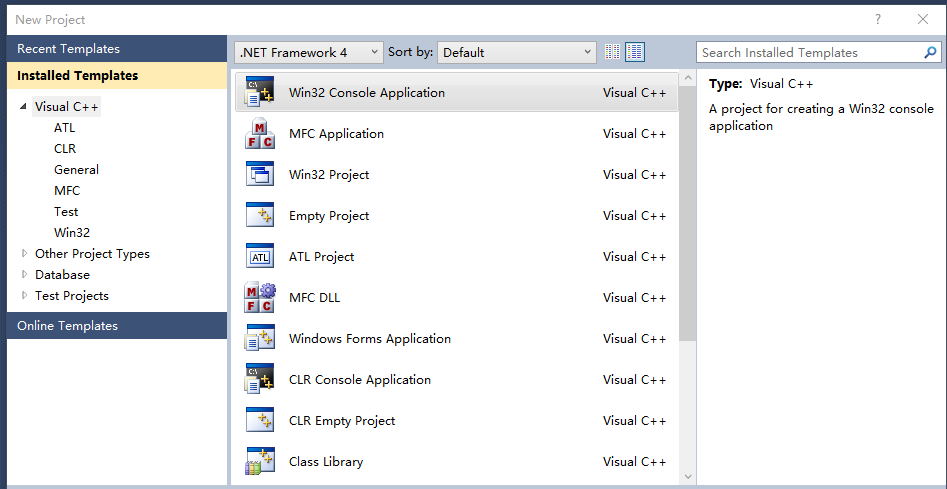 New Project
?
Recent Templates
.NET Framework 4
Sort by:
Default
Search Installed Templates
Installed Templates
Visual C++
ATL
CLR
General
MFC
Test
Win32
Other Project Types
Database
Test Projects
Online Templates
C:\
Win32 Console Application
Visual C++
M
F C
MFC Application
Visual C++
Win32 Project
Visual C++
Empty Project
Visual C++
ATL
ATL Project
Visual C++
M
F C
MFC DLL
Visual C++
Windows Forms Application
Visual C++
C:\
CLR Console Application
Visual C++
CLR Empty Project
Visual C++
Class Library
Visual C++
Type: Visual C++
A project for creating a Win32 console
application